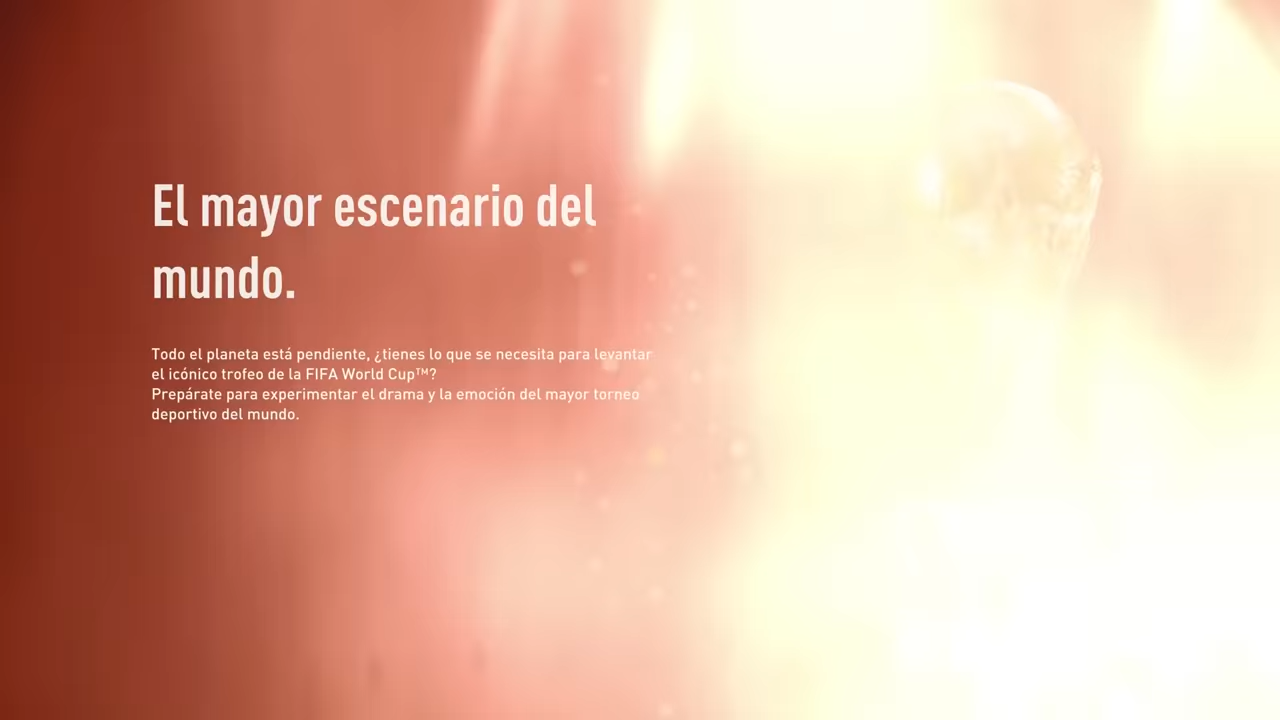 El mayor escenario del
mundo.
Todo el planeta está pendiente, ¿tienes lo que se necesita para levantar
el icónico trofeo de la FIFA World Cup™?
Prepárate para experimentar el drama y la emoción del mayor torneo
deportivo del mundo.